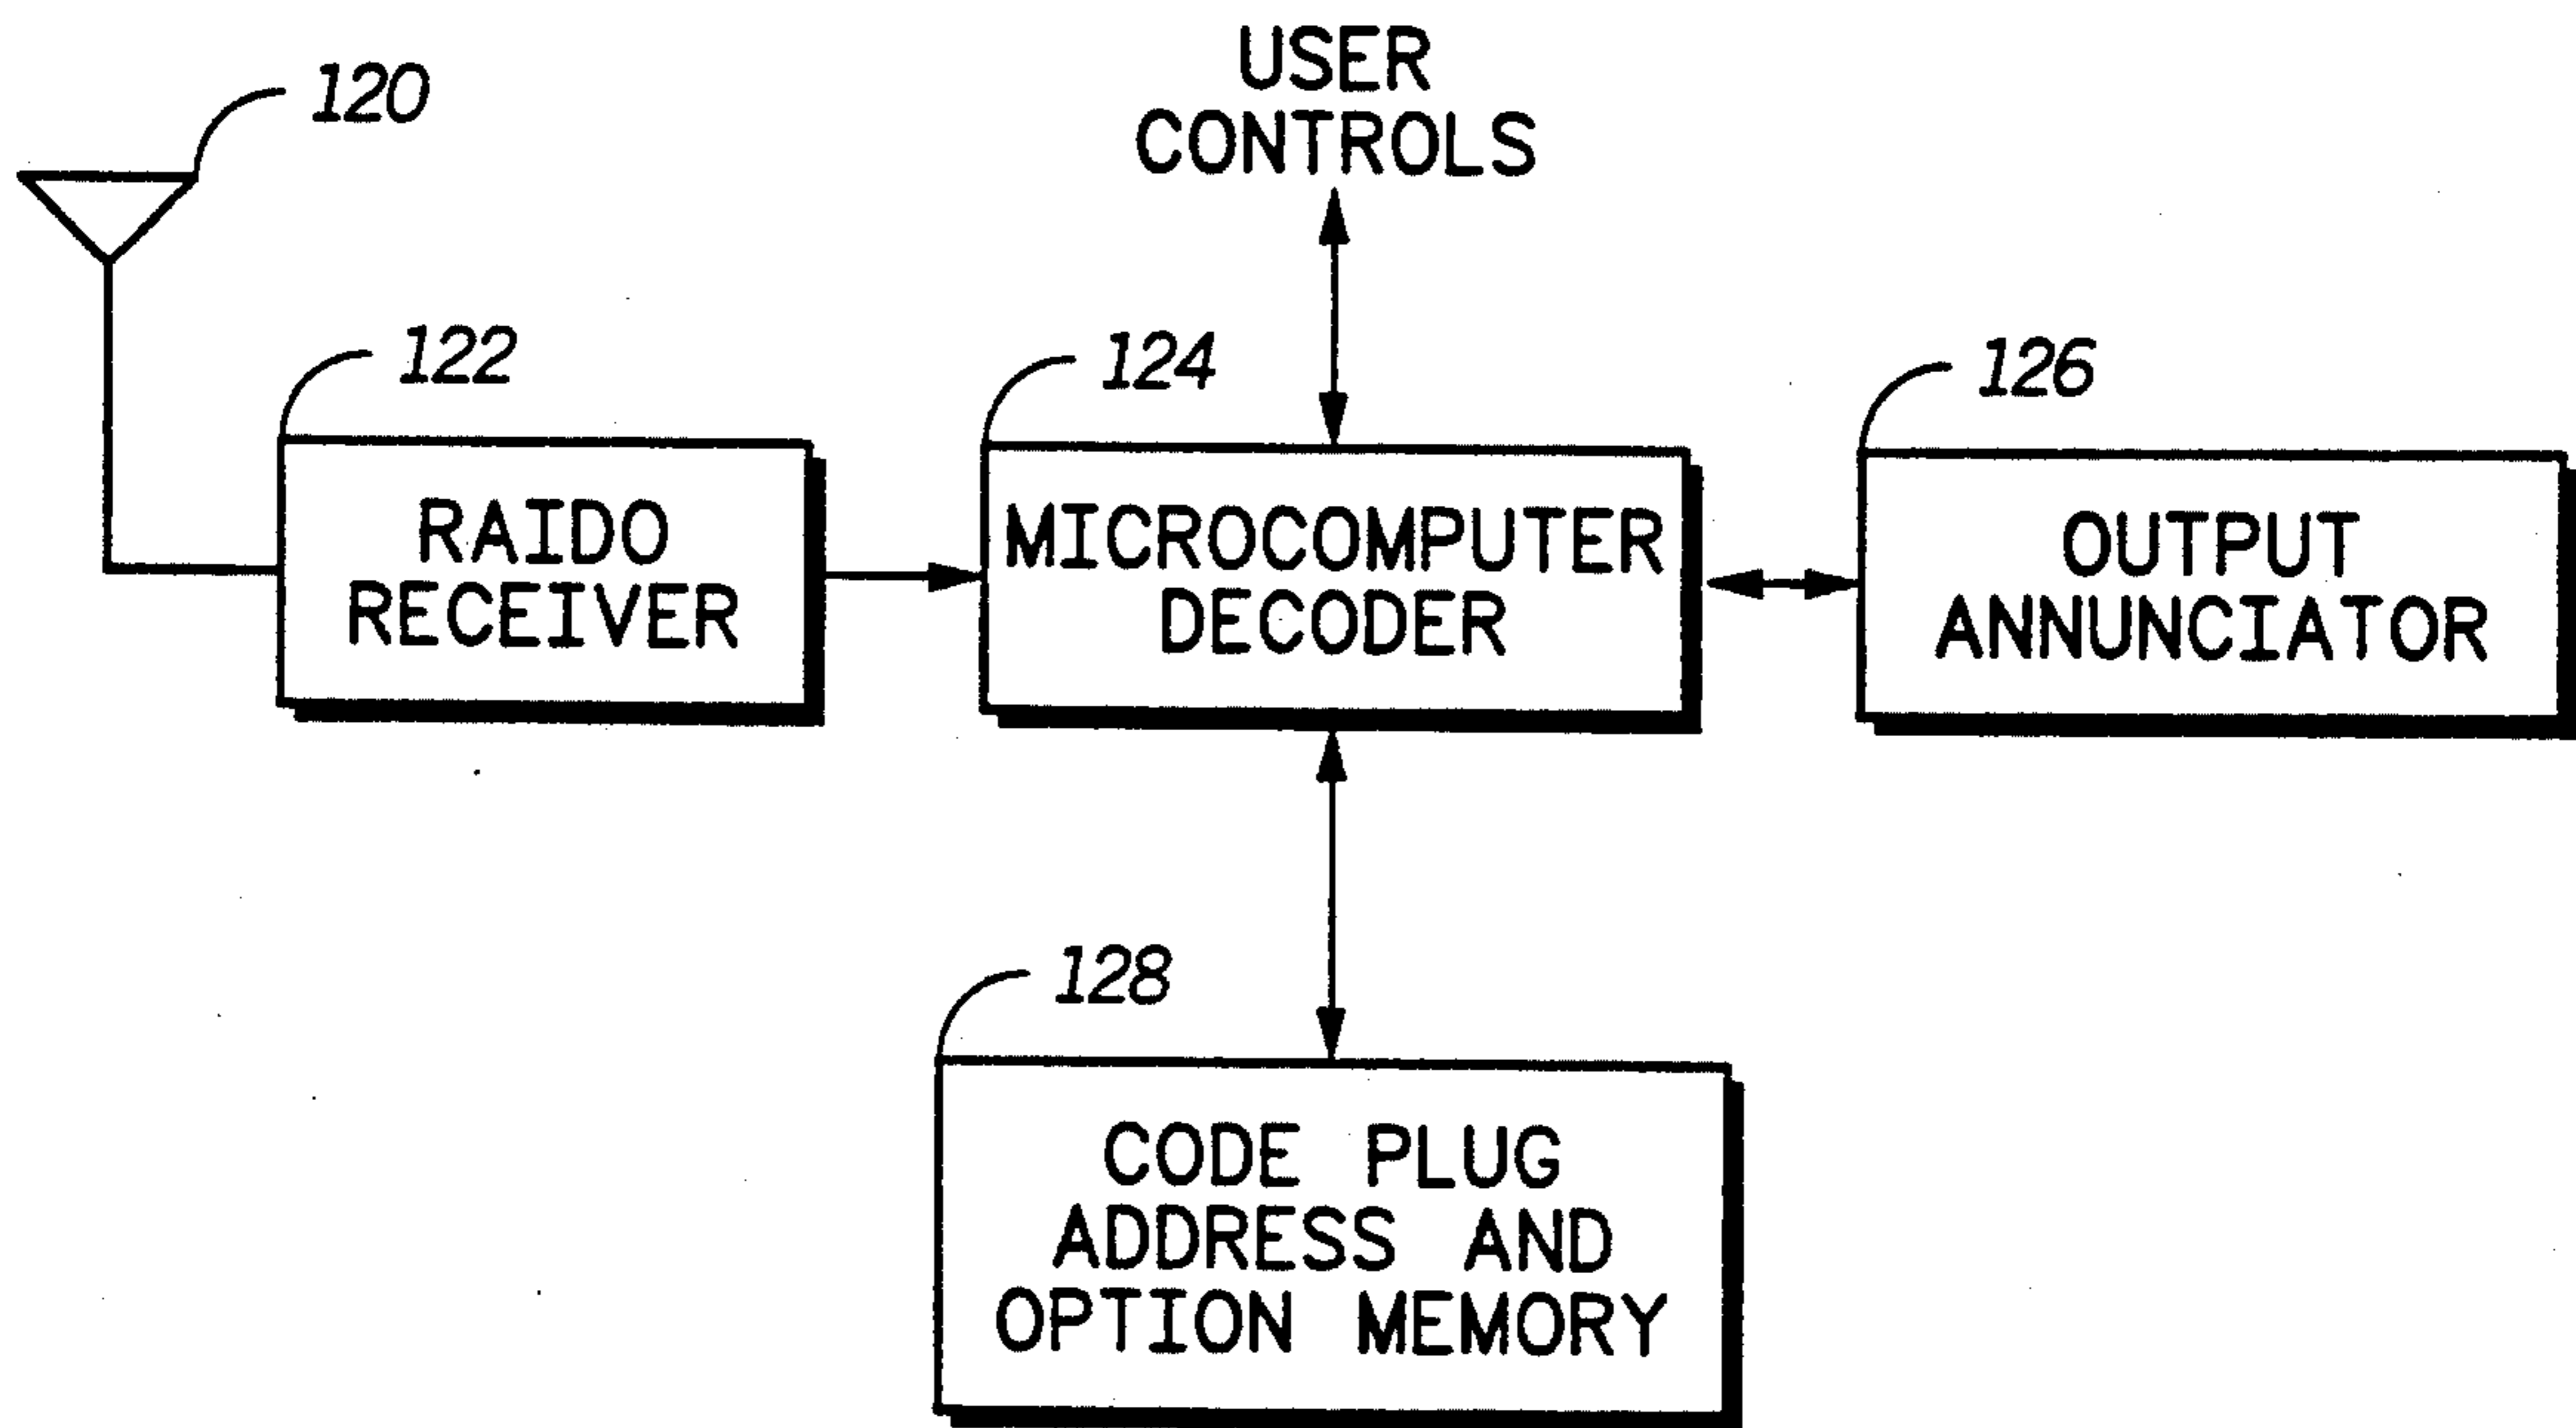 USER
CONTROLS
120
122
124
126
RAIDO
RECEIVER
MICROCOMPUTER
DECODER
OUTPUT
ANNUNCIATOR
128
CODE PLUG
ADDRESS AND
OPTION MEMORY